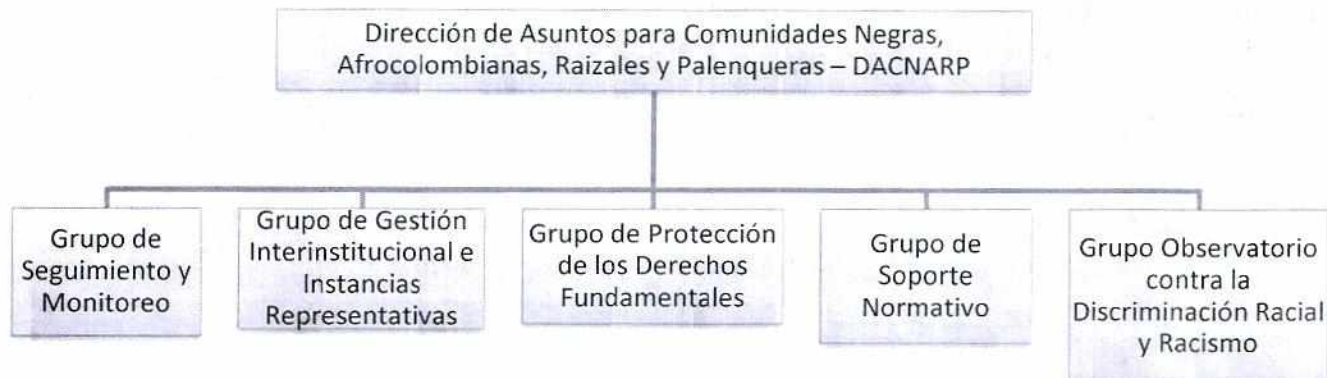 Dirección de Asuntos para Comunidades Negras,
Afrocolombianas, Raizales y Palenqueras – DACNARP
Grupo de
Seguimiento y
Monitoreo
Grupo de Gestión
Interinstitucional e
Instancias
Representativas
Grupo de Protección
de los Derechos
Fundamentales
Grupo de
Soporte
Normativo
Grupo Observatorio
contra la
Discriminación Racial
y Racismo